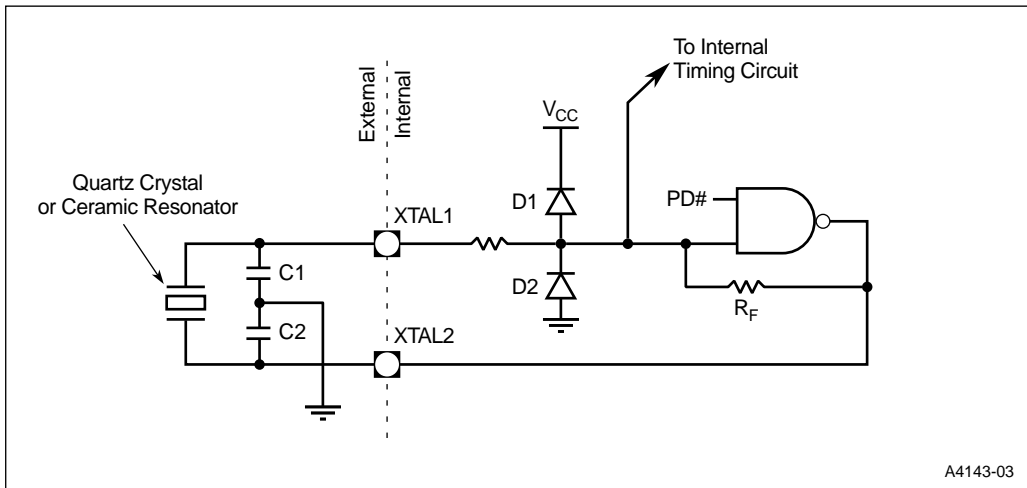 To Internal
Timing Circuit
External
Internal
VCC
Quartz Crystal
or Ceramic Resonator
XTAL1
D1
PD#
C1
D2
RF
C2
XTAL2
A4143-03